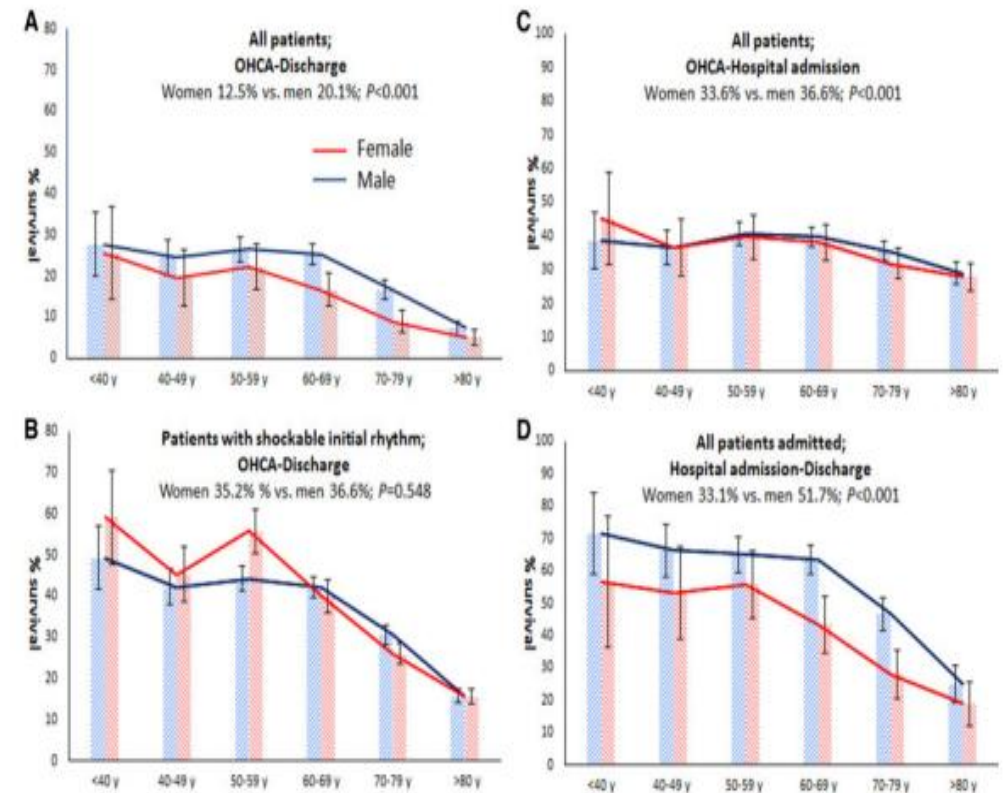 A
All patients;
OHCA-Discharge
Women 12.5% vs. men 20.1%; P<0.001
Female
Male
% survival
80
70
60
50
40
30
20
10
0
<40 y 40-49 y 50-59 y 60-69 y 70-79 y >80 y
C
All patients;
OHCA-Hospital admission
Women 33.6% vs. men 36.6%; P<0.001
% survival
100
90
80
70
60
50
40
30
20
10
0
<40 y 40-49 y 50-59 y 60-69 y 70-79 y >80 y
B
Patients with shockable initial rhythm;
OHCA-Discharge
Women 35.2% % vs. men 36.6%; P=0.548
% survival
80
70
60
50
40
30
20
10
0
<40 y 40-49 y 50-59 y 60-69 y 70-79 y >80 y
D
All patients admitted;
Hospital admission-Discharge
Women 33.1% vs. men 51.7%; P<0.001
% survival
100
90
80
70
60
50
40
30
20
10
0
<40 y 40-49 y 50-59 y 60-69 y 70-79 y >80 y